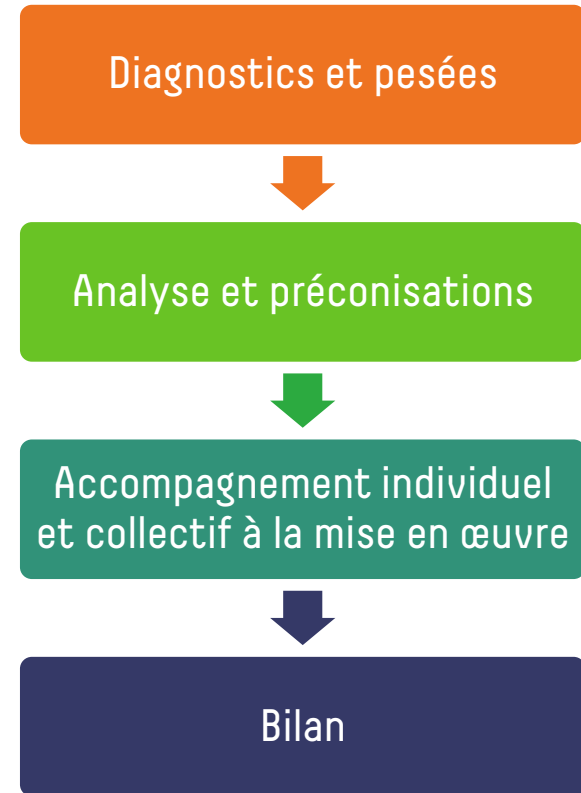 Diagnostics et pesées
Analyse et préconisations
Accompagnement individuel
et collectif à la mise en œuvre
Bilan